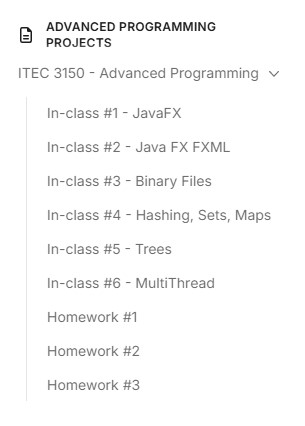 ADVANCED PROGRAMMING
PROJECTS
ITEC 3150 - Advanced Programming
In-class #1 - JavaFX
In-class #2 - Java FX FXML
In-class #3 - Binary Files
In-class #4 - Hashing, Sets, Maps
In-class #5 - Trees
In-class #6 - MultiThread
Homework #1
Homework #2
Homework #3